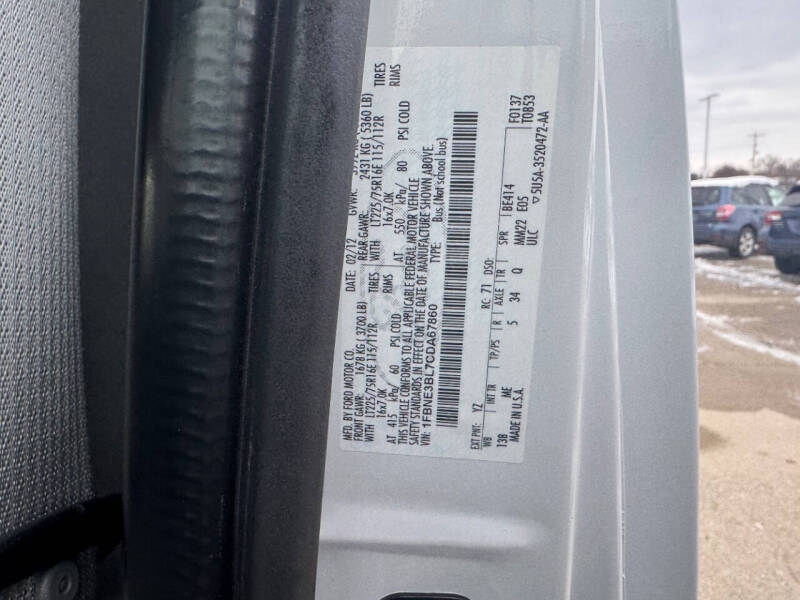 MFD. BY FORD MOTOR CO.
DATE: 02/12 GVWR:
FRONT GAWR: 1678 KG ( 3700 LB) REAR GAWR: 2431 KG ( 5360 LB)
WITH LT225/75R16E 115/112R TIRES WITH LT225/75R16E 115/112R TIRES
16x7.0K RIMS 16x7.0K RIMS
AT 415 kPa/ 60 PSI COLD AT 550 kPa/ 80 PSI COLD
THIS VEHICLE CONFORMS TO ALL APPLICABLE FEDERAL MOTOR VEHICLE
SAFETY STANDARDS IN EFFECT ON THE DATE OF MANUFACTURE SHOWN ABOVE.
VIN: 1FBNE3BL7CDA67860 TYPE: Bus (Not school bus)
F0137
T0853
EXT PNT: YZ RC: 71 DSO: BE414
WB INT TR TP/PS R AXLE TR SPR
138 ME 5 34 Q MM22 E05
MADE IN U.S.A. ULC
5U5A-3520472-AA